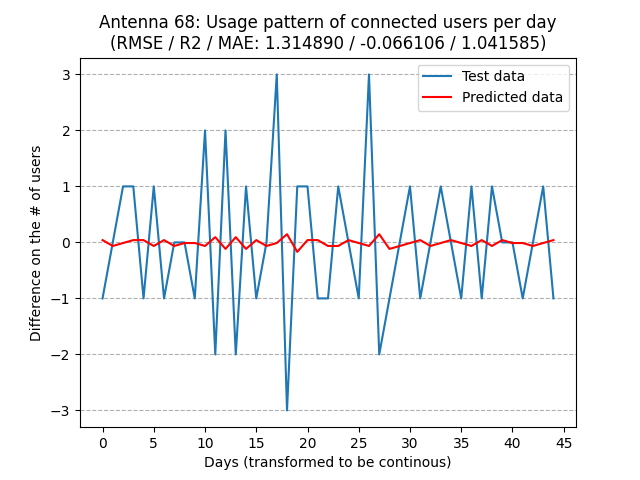 Antenna 68: Usage pattern of connected users per day
(RMSE / R2 / MAE: 1.314890 / -0.066106 / 1.041585)
Test data
Predicted data
3
2
1
0
−1
−2
−3
Difference on the # of users
0 5 10 15 20 25 30 35 40 45
Days (transformed to be continous)